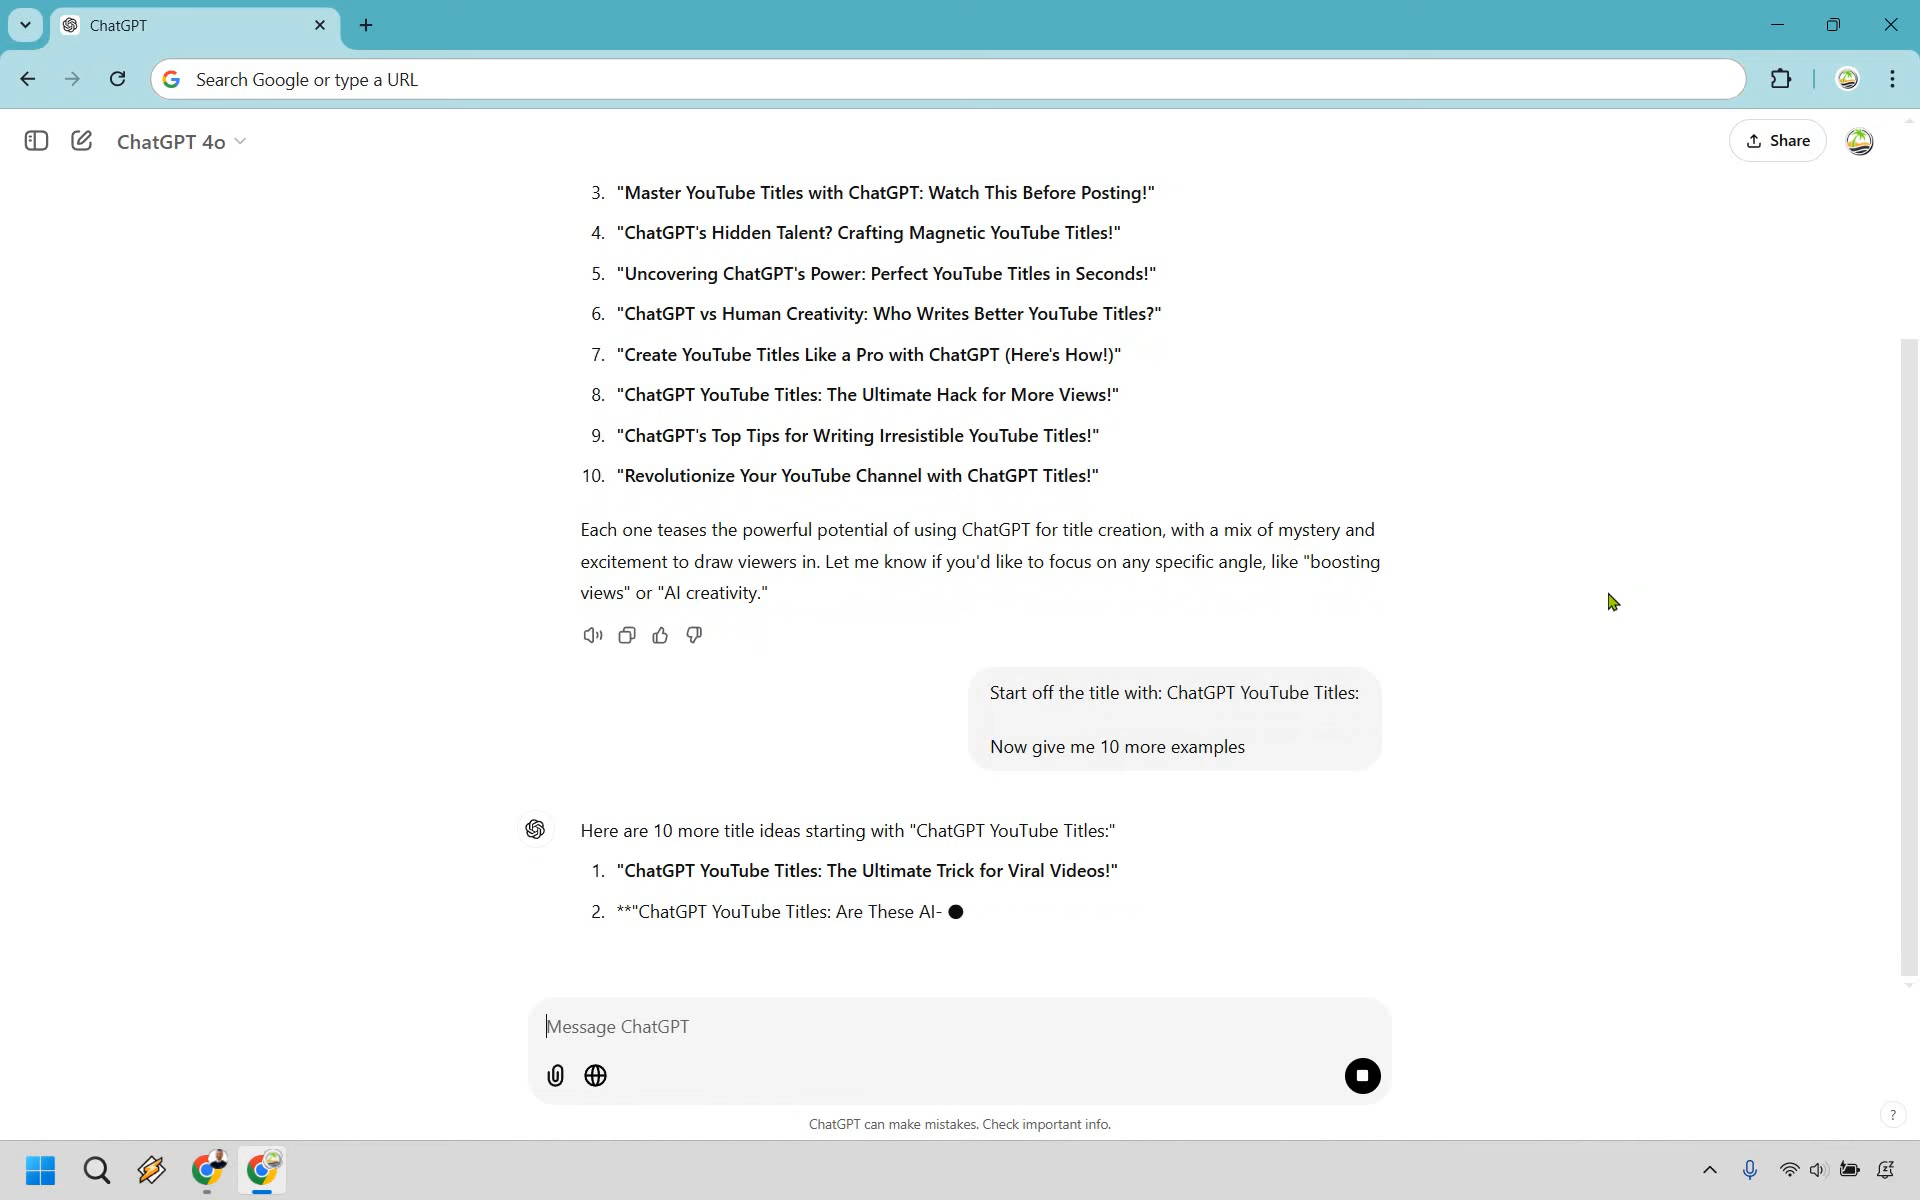 ChatGPT
Search Google or type a URL
ChatGPT 4o
Share
3. "Master YouTube Titles with ChatGPT: Watch This Before Posting!"
4. "ChatGPT's Hidden Talent? Crafting Magnetic YouTube Titles!"
5. "Uncovering ChatGPT's Power: Perfect YouTube Titles in Seconds!"
6. "ChatGPT vs Human Creativity: Who Writes Better YouTube Titles?"
7. "Create YouTube Titles Like a Pro with ChatGPT (Here's How!)"
8. "ChatGPT YouTube Titles: The Ultimate Hack for More Views!"
9. "ChatGPT's Top Tips for Writing Irresistible YouTube Titles!"
10. "Revolutionize Your YouTube Channel with ChatGPT Titles!"
Each one teases the powerful potential of using ChatGPT for title creation, with a mix of mystery and
excitement to draw viewers in. Let me know if you'd like to focus on any specific angle, like "boosting
views" or "AI creativity."
Start off the title with: ChatGPT YouTube Titles:
Now give me 10 more examples
Here are 10 more title ideas starting with "ChatGPT YouTube Titles:"
1. "ChatGPT YouTube Titles: The Ultimate Trick for Viral Videos!"
2. **"ChatGPT YouTube Titles: Are These AI-
Message ChatGPT
ChatGPT can make mistakes. Check important info.
?